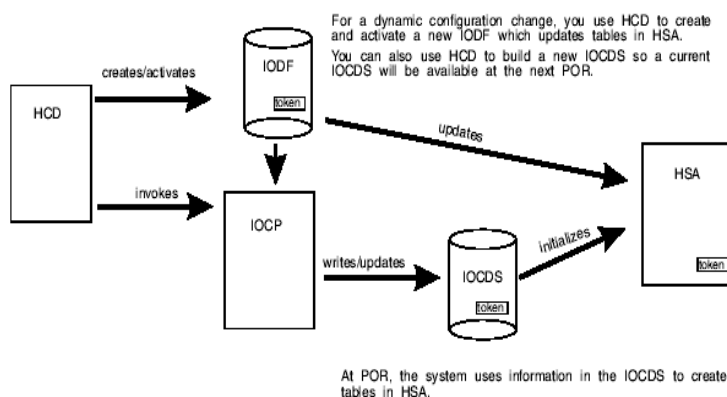 For a dynamic configuration change, you use HCD to create
and activate a new IODF which updates tables in HSA.
You can also use HCD to build a new IOCDS so a current
IOCDS will be available at the next POR.
IODF
creates/activates
token
HCD
updates
HSA
invokes
IOCP
initializes
writes/updates
IOCDS
token
token
At POR, the system uses information in the IOCDS to create
tables in HSA.